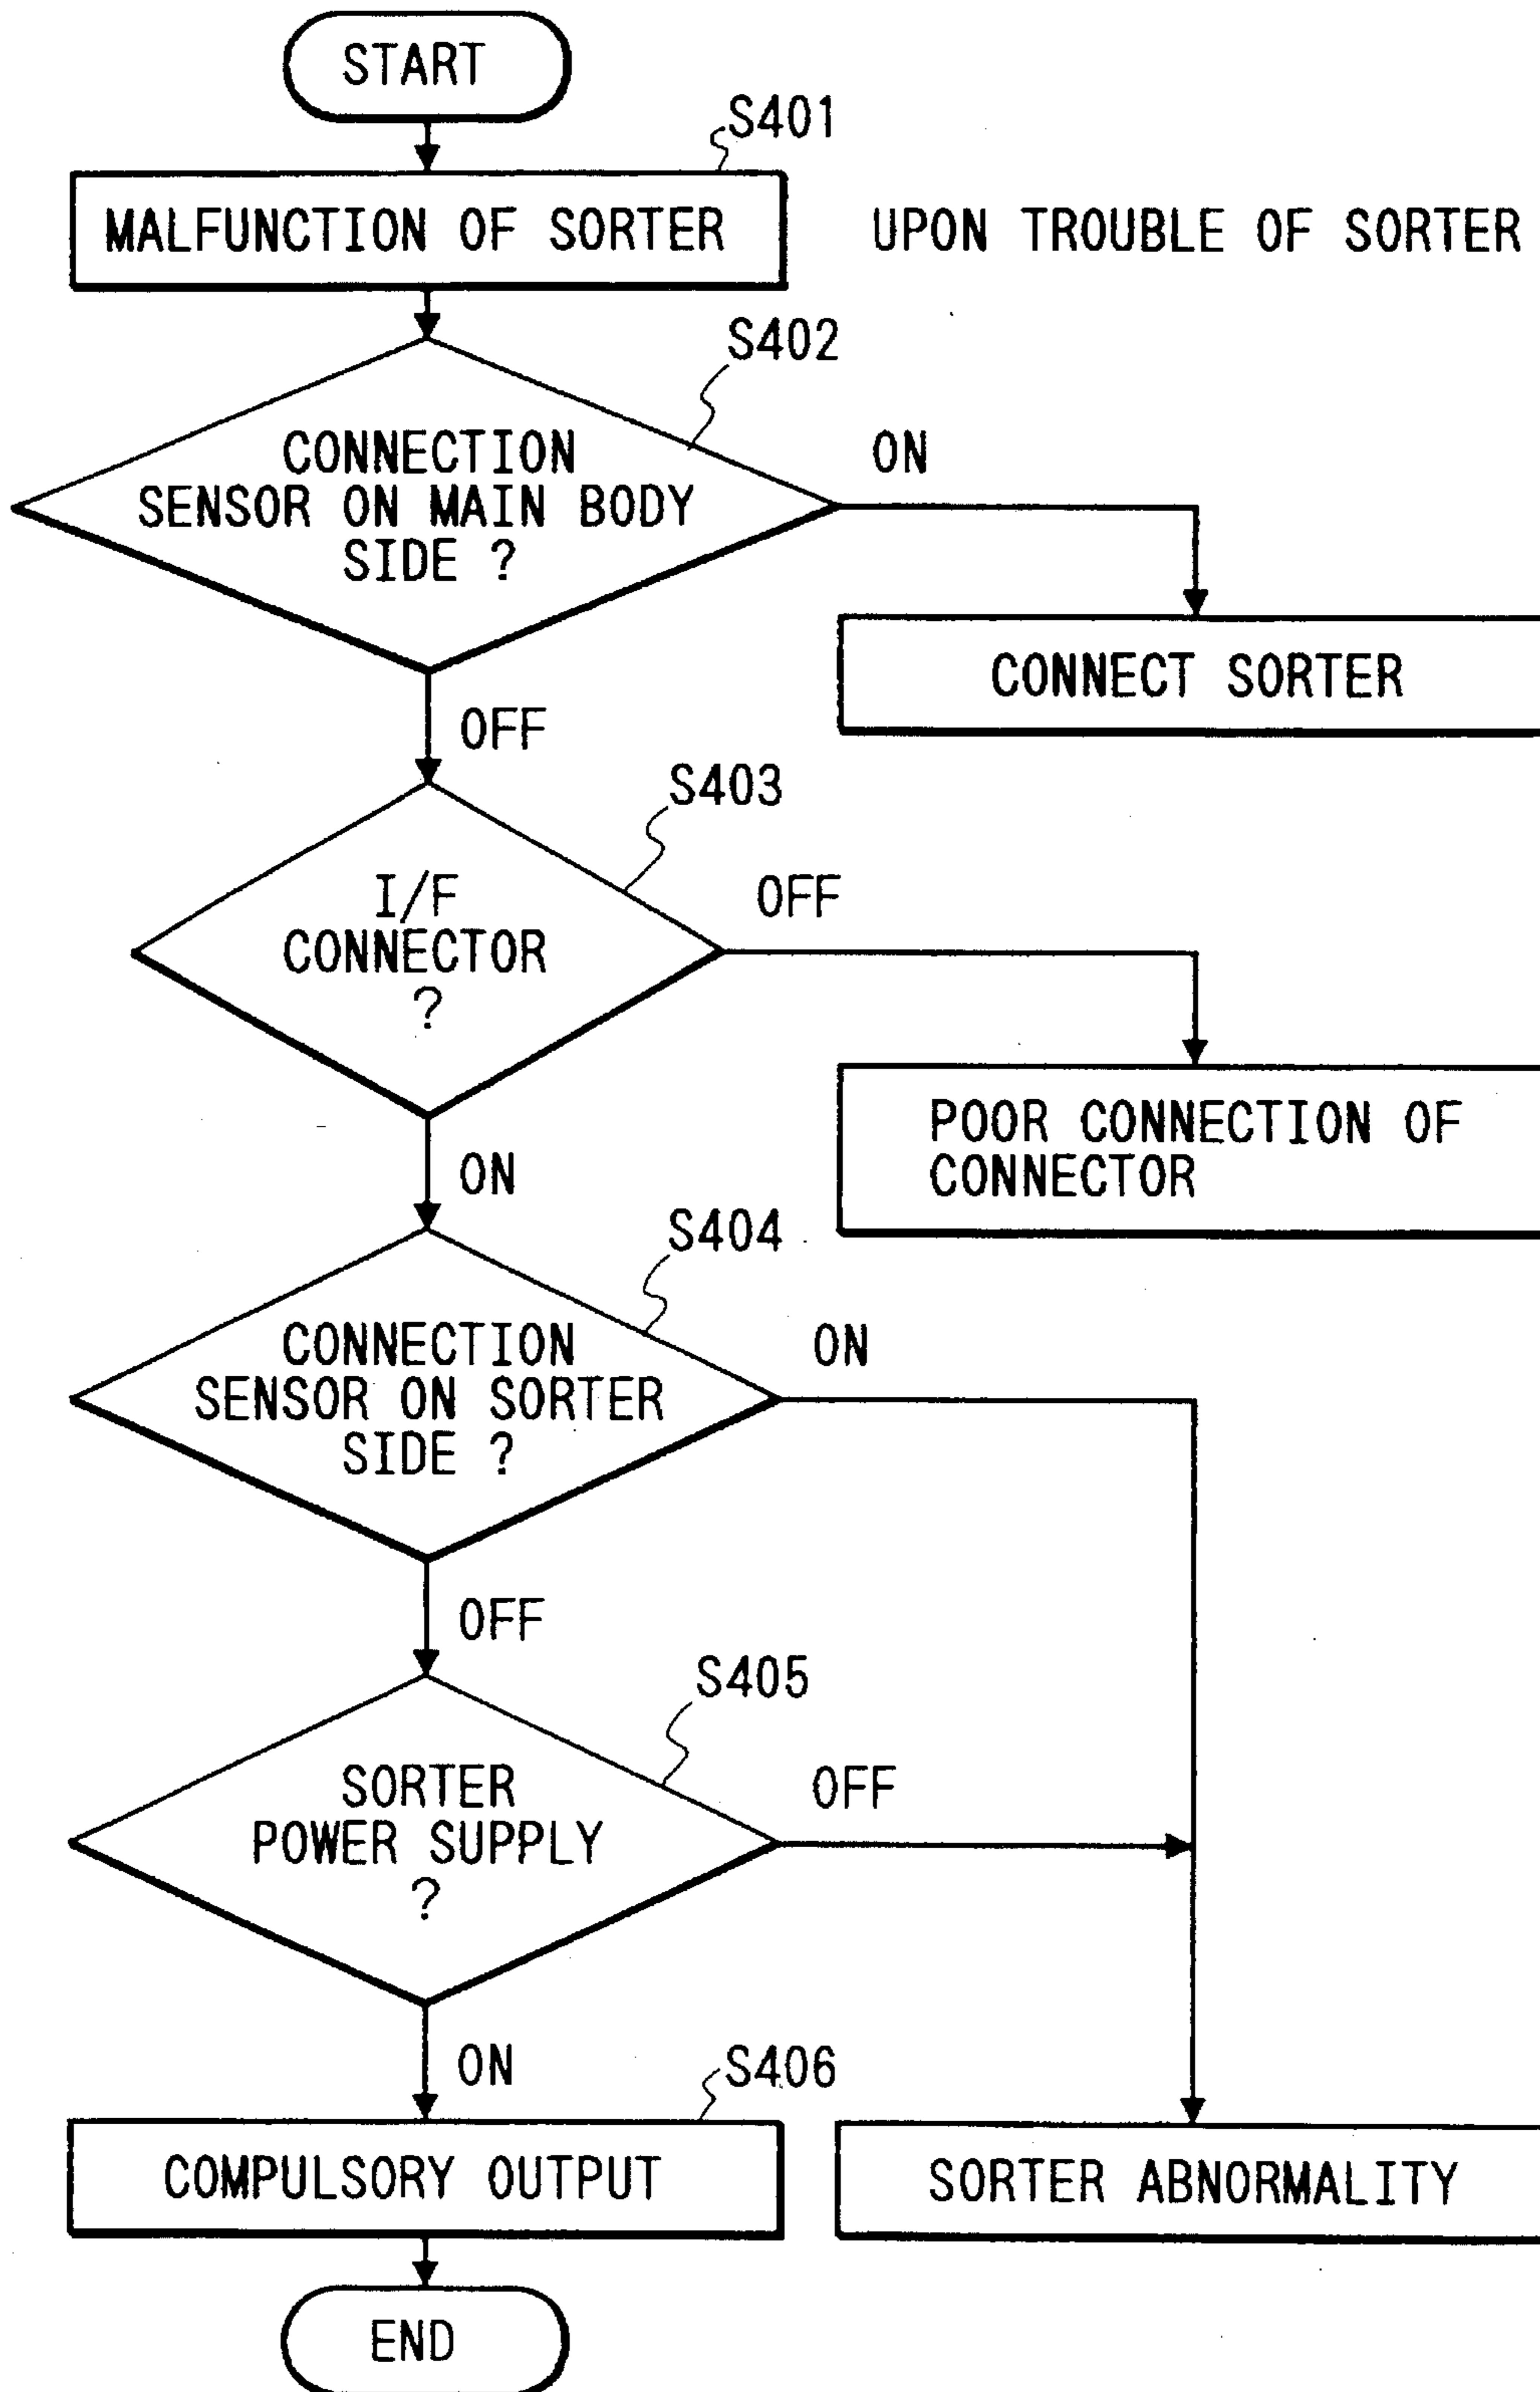 START
S401
MALFUNCTION OF SORTER
UPON TROUBLE OF SORTER
S402
CONNECTION
SENSOR ON MAIN BODY
SIDE ?
ON
CONNECT SORTER
OFF
S403
I/F
CONNECTOR
?
OFF
POOR CONNECTION OF
CONNECTOR
ON
S404
CONNECTION
SENSOR ON SORTER
SIDE ?
ON
OFF
S405
SORTER
POWER SUPPLY
?
OFF
ON
S406
COMPULSORY OUTPUT
SORTER ABNORMALITY
END